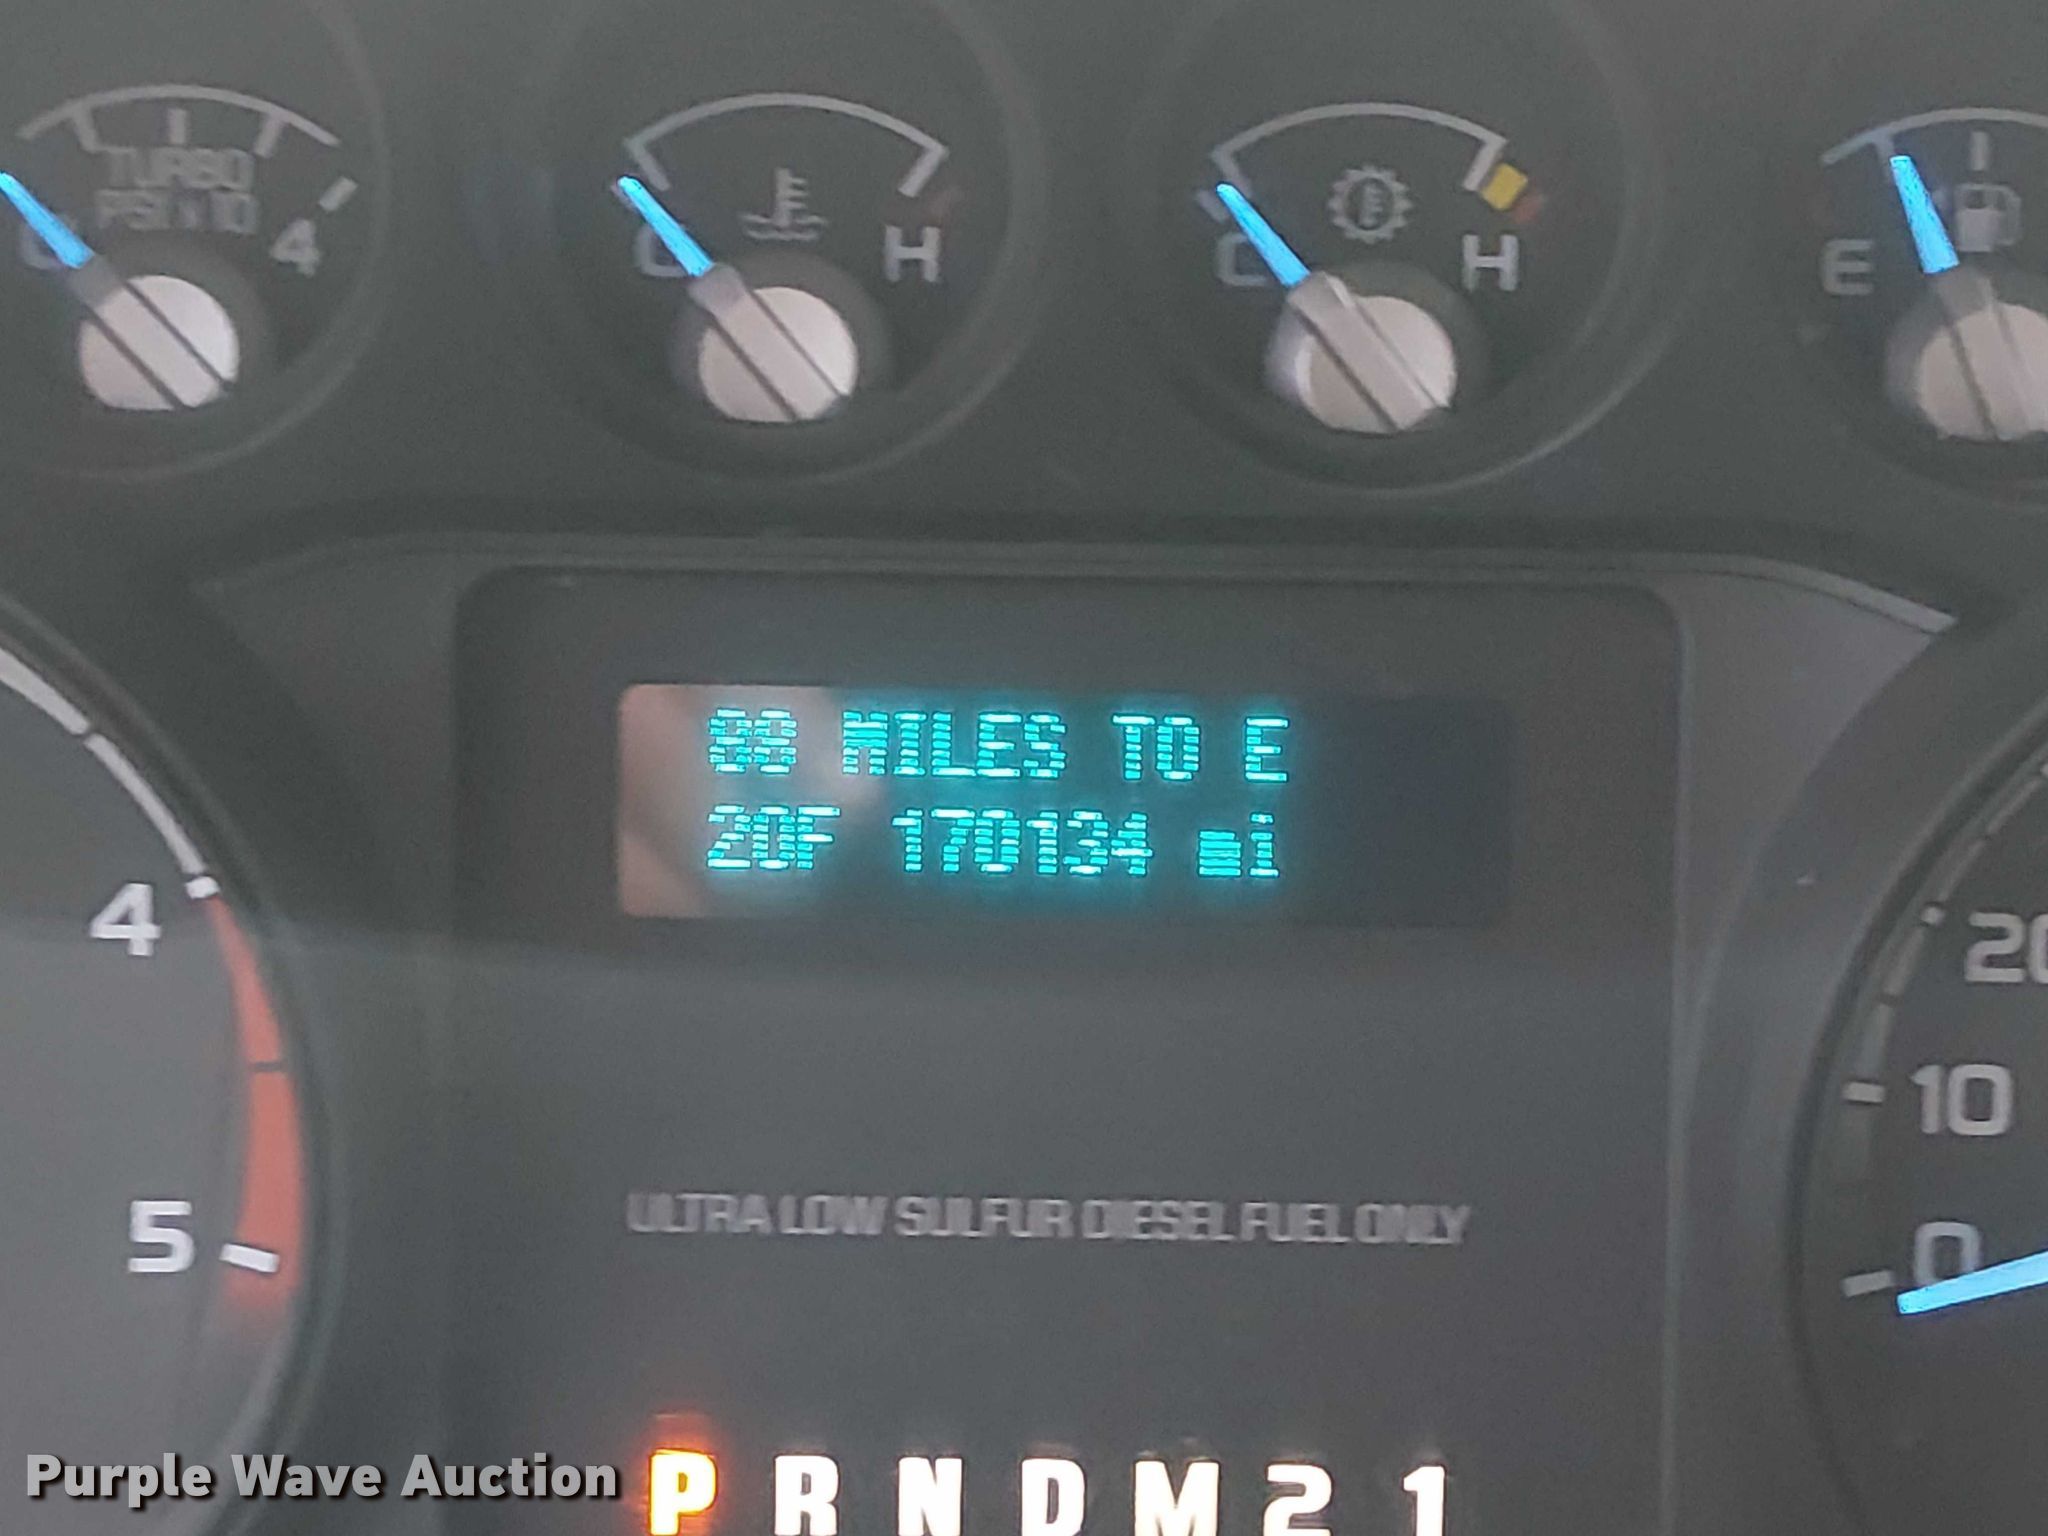 TURBO
PSI x 10
0 4
C H
C H
E
88 MILES TO E
20F 170134 mi
4
5
20
10
0
ULTRA LOW SULFUR DIESEL FUEL ONLY
P R N D M 2 1
Purple Wave Auction